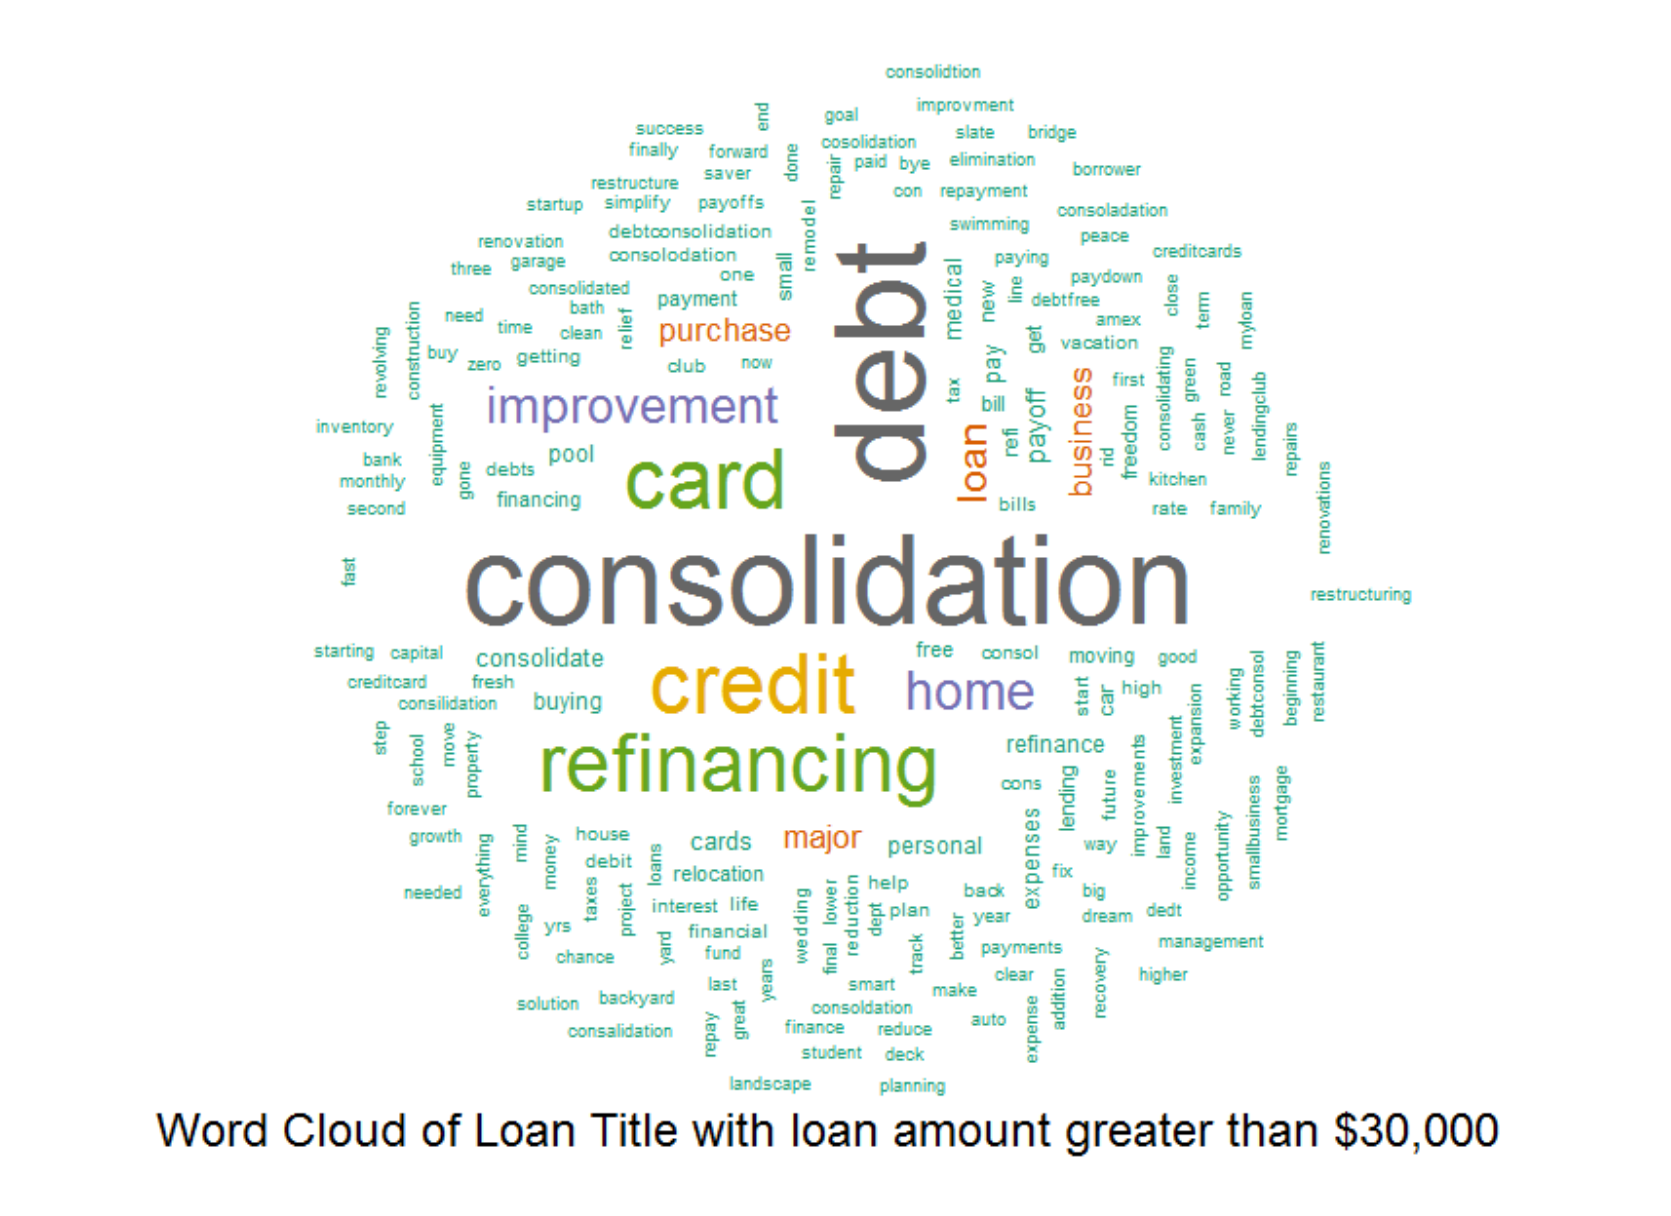 consolidtion
end
goal
improvment
success
slate
bridge
cosolidation
finally
forward
done
repair
paid
bye
elimination
borrower
restructure
saver
con
repayment
startup
simplify
payoffs
remodel
consoladation
swimming
debtconsolidation
peace
renovation
consolodation
debt
creditcards
three
garage
one
small
medical
paying
paydown
consolidated
payment
new
line
debtfree
close
term
myloan
bath
need
time
clean
relief
purchase
amex
revolving
construction
get
vacation
buy
zero
getting
club
now
pay
improvement
tax
bill
payoff
business
first
consolidating
green
road
inventory
equipment
loan
refi
rid
freedom
cash
never
lendingclub
repairs
bank
gone
debts
pool
card
monthly
kitchen
second
financing
bills
rate
family
renovations
consolidation
fast
restructuring
starting
capital
consolidate
free
consol
moving
good
creditcard
fresh
credit
home
start
car
high
working
debtconsol
beginning
restaurant
consilidation
buying
expansion
step
school
move
property
refinancing
refinance
investment
cons
lending
future
improvements
forever
smallbusiness
mortgage
growth
mind
house
cards
major
personal
expenses
way
land
everything
money
debit
loans
relocation
fix
income
opportunity
needed
taxes
project
interest
life
wedding
lower
reduction
help
back
big
college
yrs
dept
plan
year
dream
dedt
yard
financial
final
track
better
payments
management
chance
fund
years
clear
recovery
higher
last
smart
make
addition
solution
backyard
great
consoldation
consalidation
repay
finance
reduce
auto
expense
student
deck
landscape
planning
Word Cloud of Loan Title with loan amount greater than $30,000